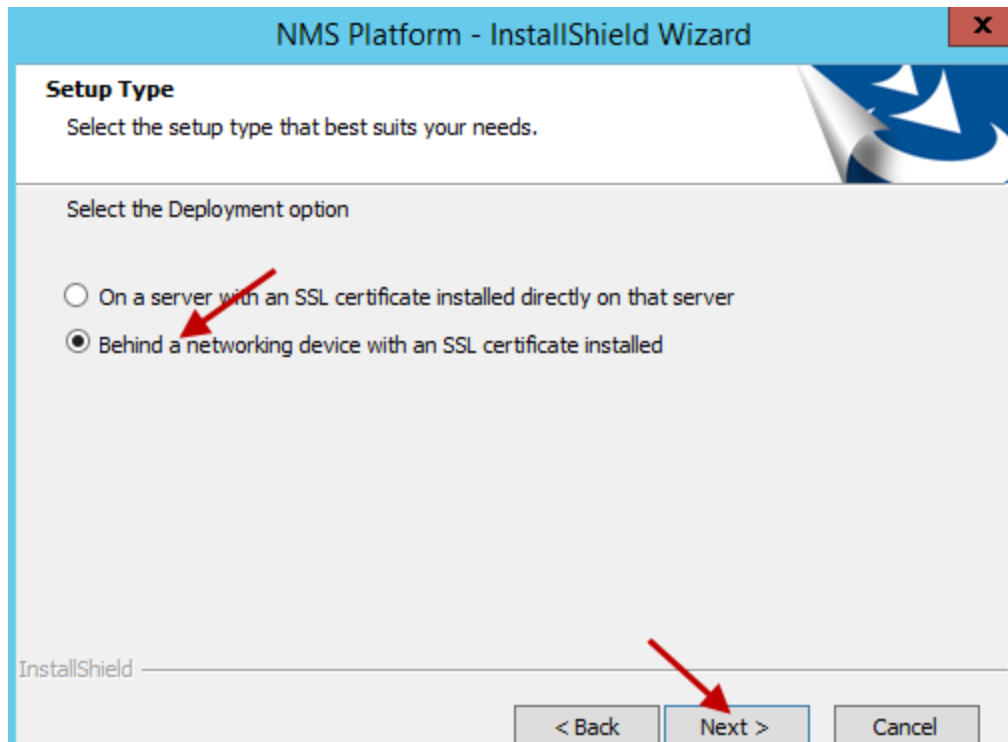 NMS Platform - InstallShield Wizard
x
Setup Type
Select the setup type that best suits your needs.
Select the Deployment option
On a server with an SSL certificate installed directly on that server
Behind a networking device with an SSL certificate installed
InstallShield
< Back
Next >
Cancel